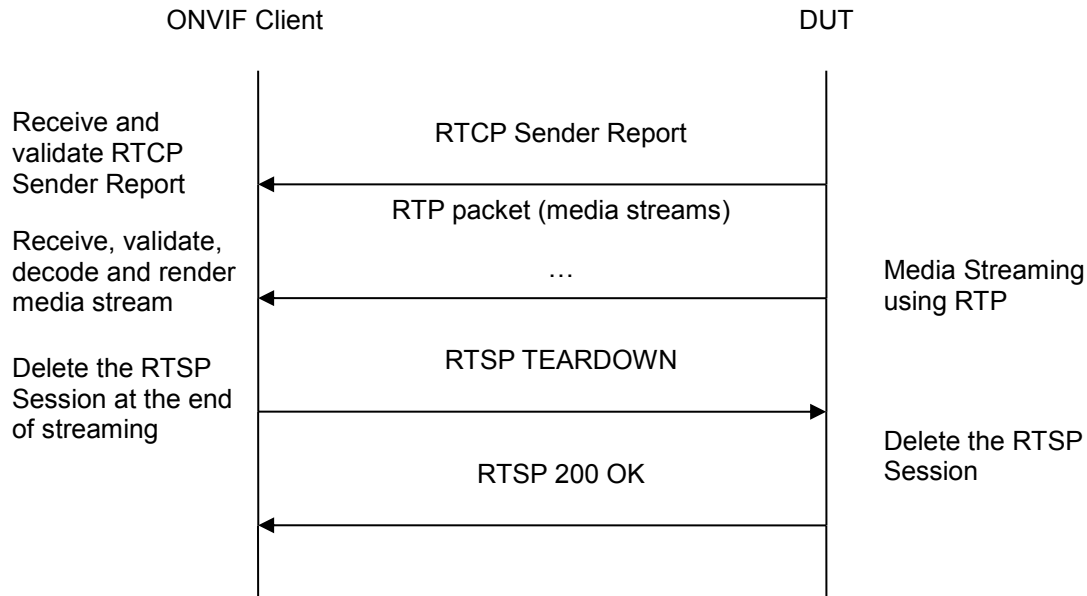 ONVIF Client
DUT
Receive and
validate RTCP
Sender Report
RTCP Sender Report
RTP packet (media streams)
Receive, validate,
decode and render
media stream
…
Media Streaming
using RTP
RTSP TEARDOWN
Delete the RTSP
Session at the end
of streaming
Delete the RTSP
Session
RTSP 200 OK